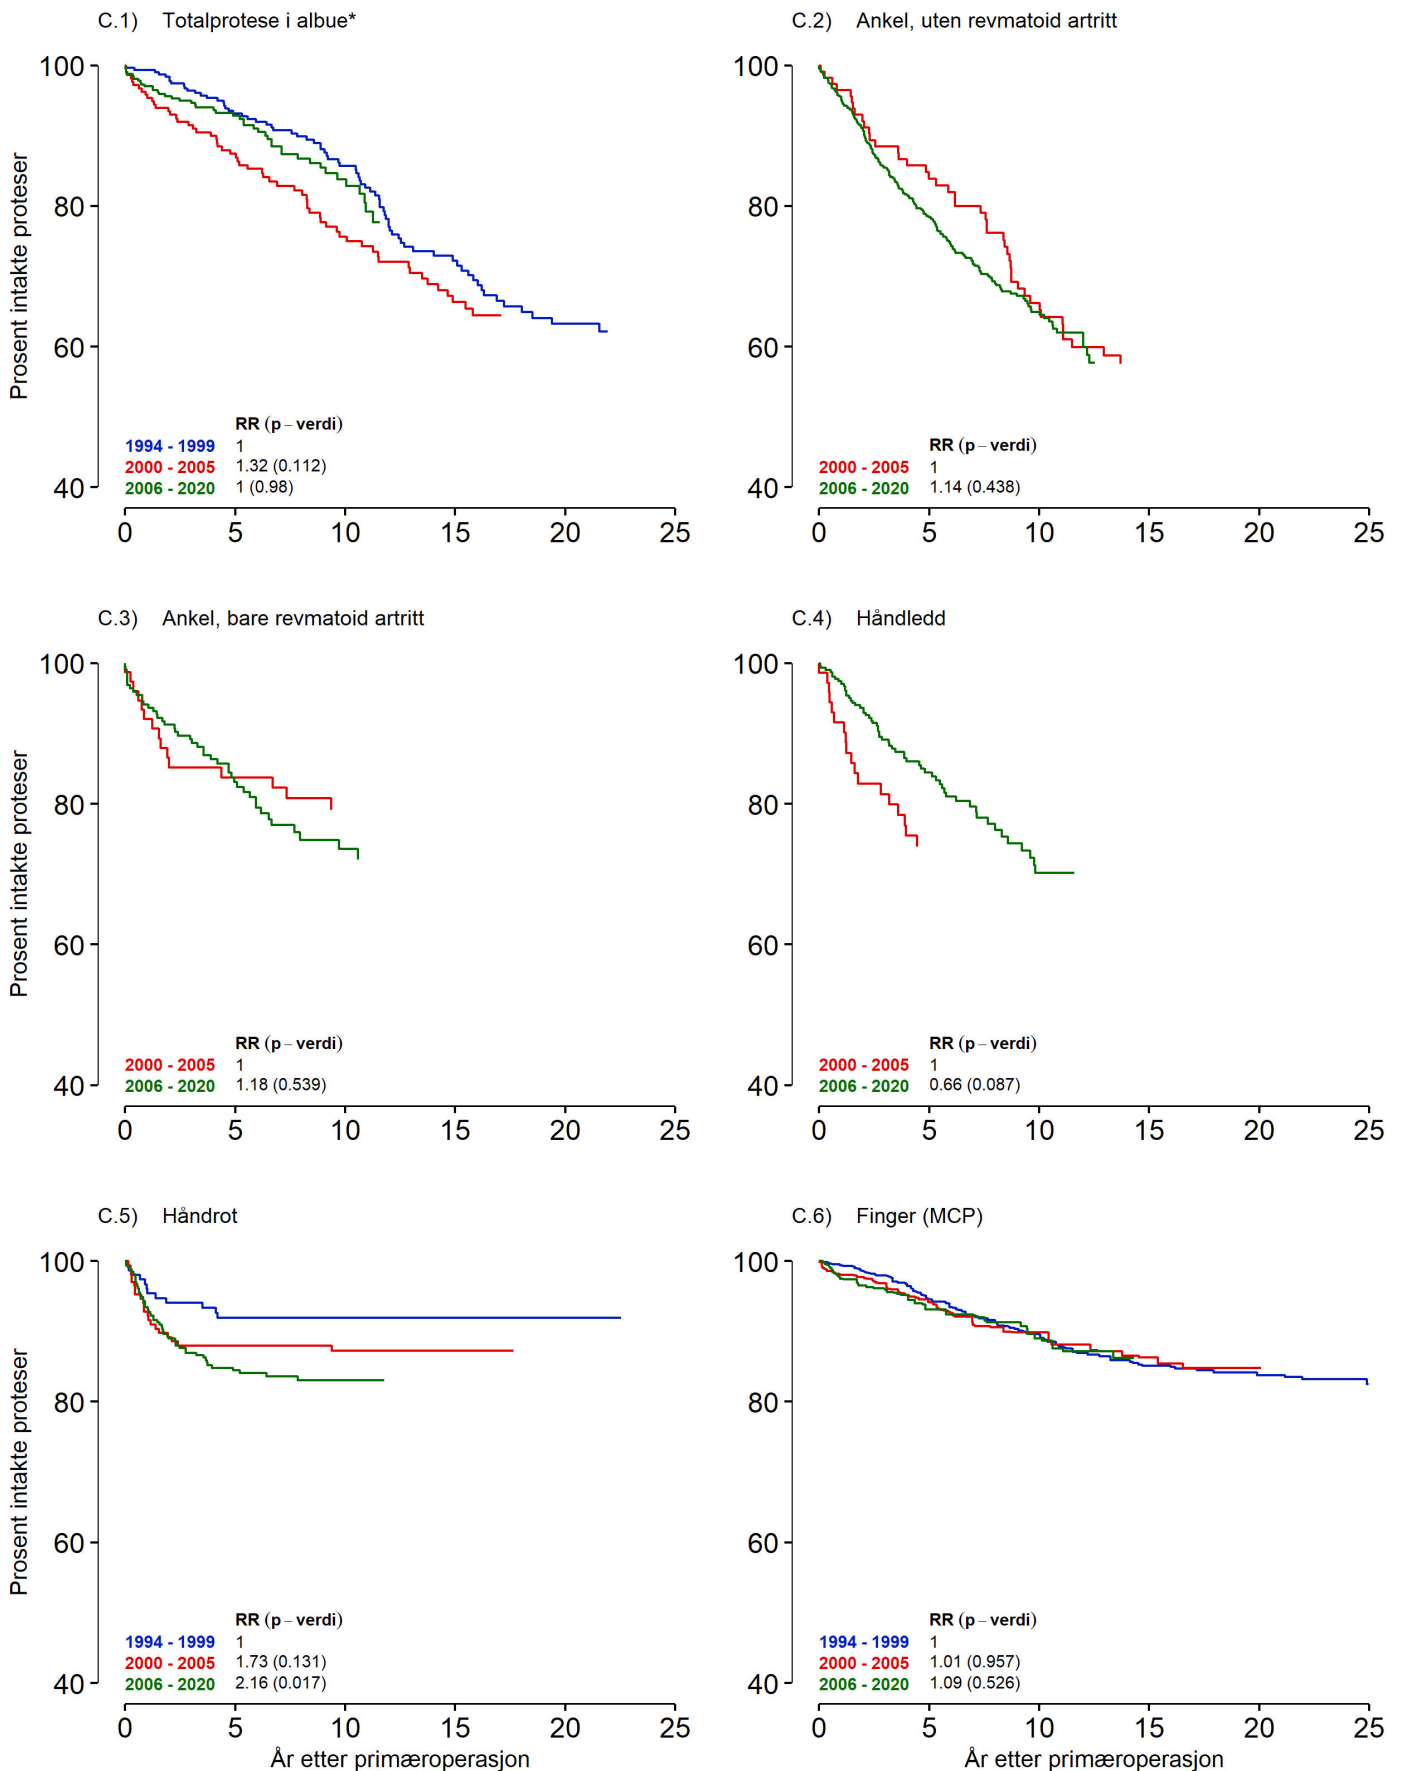 C.1) Totalprotese i albue*
Prosent intakte proteser
100
80
60
40
RR (p – verdi)
1994 - 1999 1
2000 - 2005 1.32 (0.112)
2006 - 2020 1 (0.98)
0 5 10 15 20 25
C.2) Ankel, uten revmatoid artritt
100
80
60
40
RR (p – verdi)
2000 - 2005 1
2006 - 2020 1.14 (0.438)
0 5 10 15 20 25
C.3) Ankel, bare revmatoid artritt
Prosent intakte proteser
100
80
60
40
RR (p – verdi)
2000 - 2005 1
2006 - 2020 1.18 (0.539)
0 5 10 15 20 25
C.4) Håndledd
100
80
60
40
RR (p – verdi)
2000 - 2005 1
2006 - 2020 0.66 (0.087)
0 5 10 15 20 25
C.5) Håndrot
Prosent intakte proteser
100
80
60
40
RR (p – verdi)
1994 - 1999 1
2000 - 2005 1.73 (0.131)
2006 - 2020 2.16 (0.017)
0 5 10 15 20 25
År etter primæroperasjon
C.6) Finger (MCP)
100
80
60
40
RR (p – verdi)
1994 - 1999 1
2000 - 2005 1.01 (0.957)
2006 - 2020 1.09 (0.526)
0 5 10 15 20 25
År etter primæroperasjon